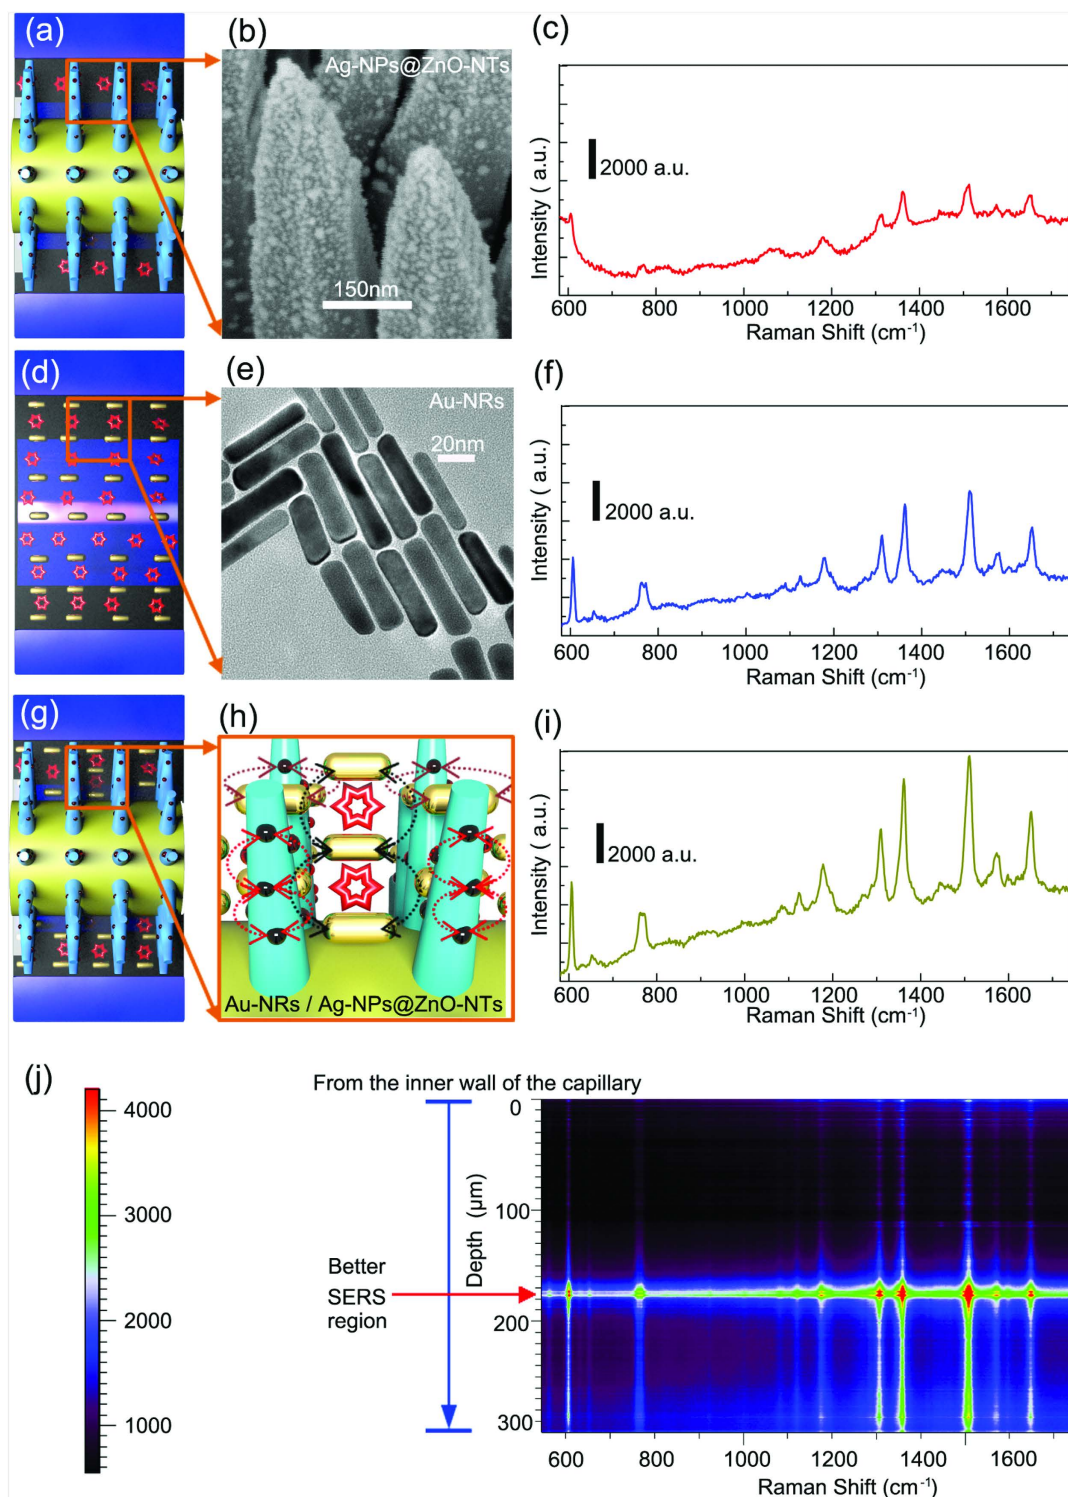 (a)
(b)
Ag-NPs@ZnO-NTs
150nm
(c)
Intensity ( a.u.)
2000 a.u.
600 800 1000 1200 1400 1600
Raman Shift (cm⁻¹)
(d)
(e)
Au-NRs
20nm
(f)
Intensity ( a.u.)
2000 a.u.
600 800 1000 1200 1400 1600
Raman Shift (cm⁻¹)
(g)
(h)
Au-NRs / Ag-NPs@ZnO-NTs
(i)
Intensity ( a.u.)
2000 a.u.
600 800 1000 1200 1400 1600
Raman Shift (cm⁻¹)
(j)
4000
3000
2000
1000
From the inner wall of the capillary
Better
SERS
region
Depth (μm)
0
100
200
300
600 800 1000 1200 1400 1600
Raman Shift (cm⁻¹)